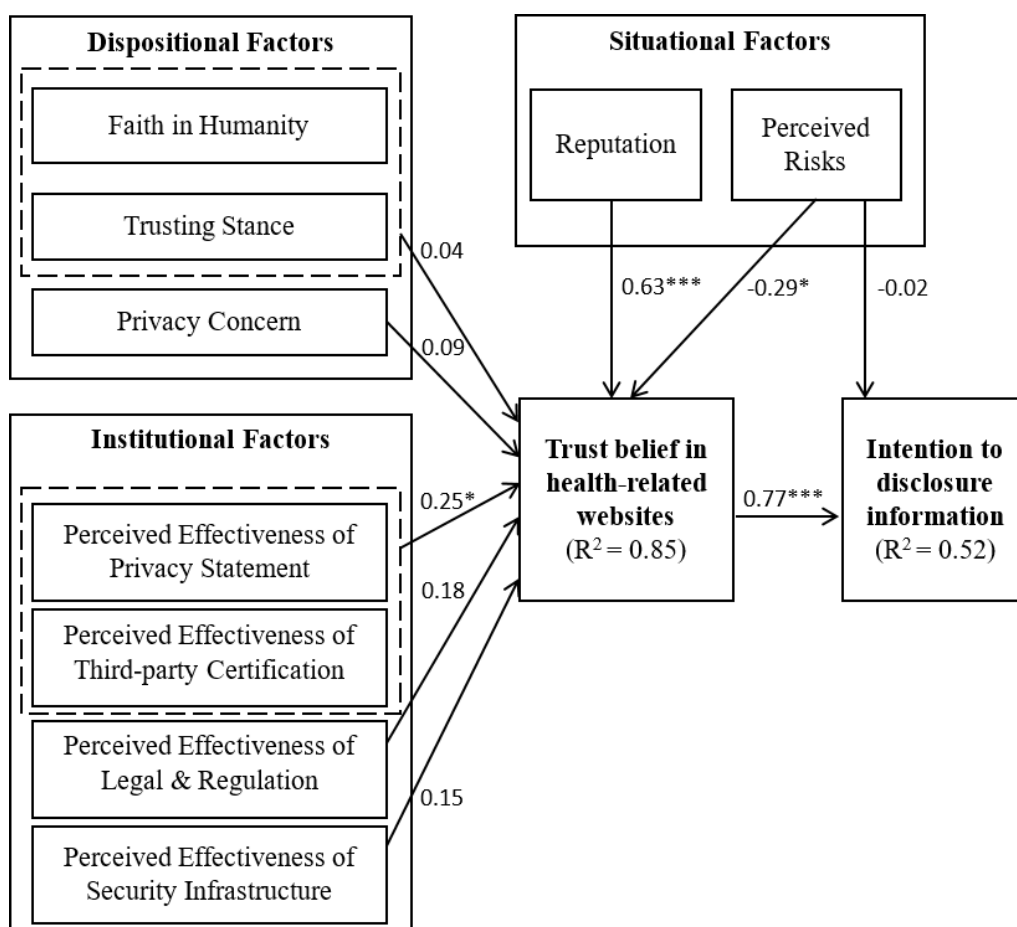 Dispositional Factors
Faith in Humanity
Trusting Stance
Privacy Concern
0.04
0.09
Situational Factors
Reputation
Perceived
Risks
0.63***
-0.29*
-0.02
Institutional Factors
Perceived Effectiveness of
Privacy Statement
Perceived Effectiveness of
Third-party Certification
Perceived Effectiveness of
Legal & Regulation
Perceived Effectiveness of
Security Infrastructure
0.25*
0.18
0.15
Trust belief in
health-related
websites
(R² = 0.85)
0.77***
Intention to
disclosure
information
(R² = 0.52)